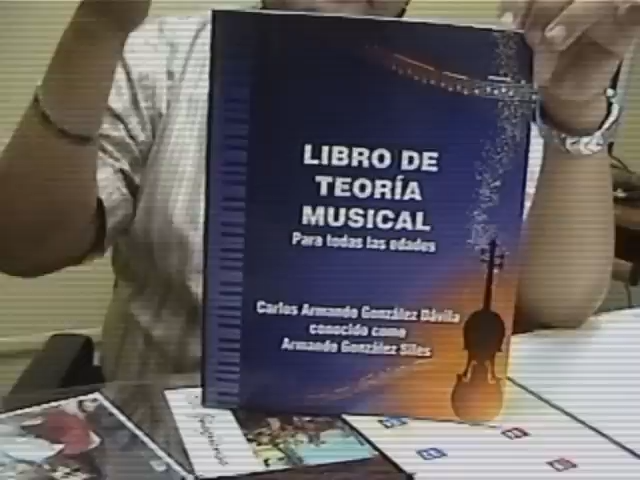 LIBRO DE
TEORÍA
MUSICAL
Para todas las edades
Carlos Armando González Dávila
conocido como
Armando González Siles